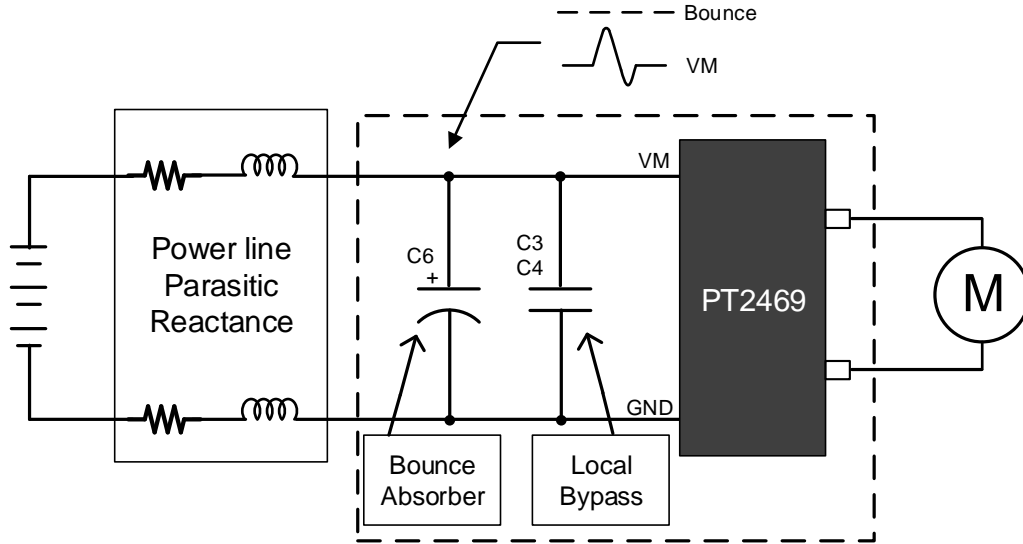 Bounce
VM
VM
Power line
Parasitic
Reactance
C6
+
C3
C4
PT2469
M
GND
Bounce
Absorber
Local
Bypass